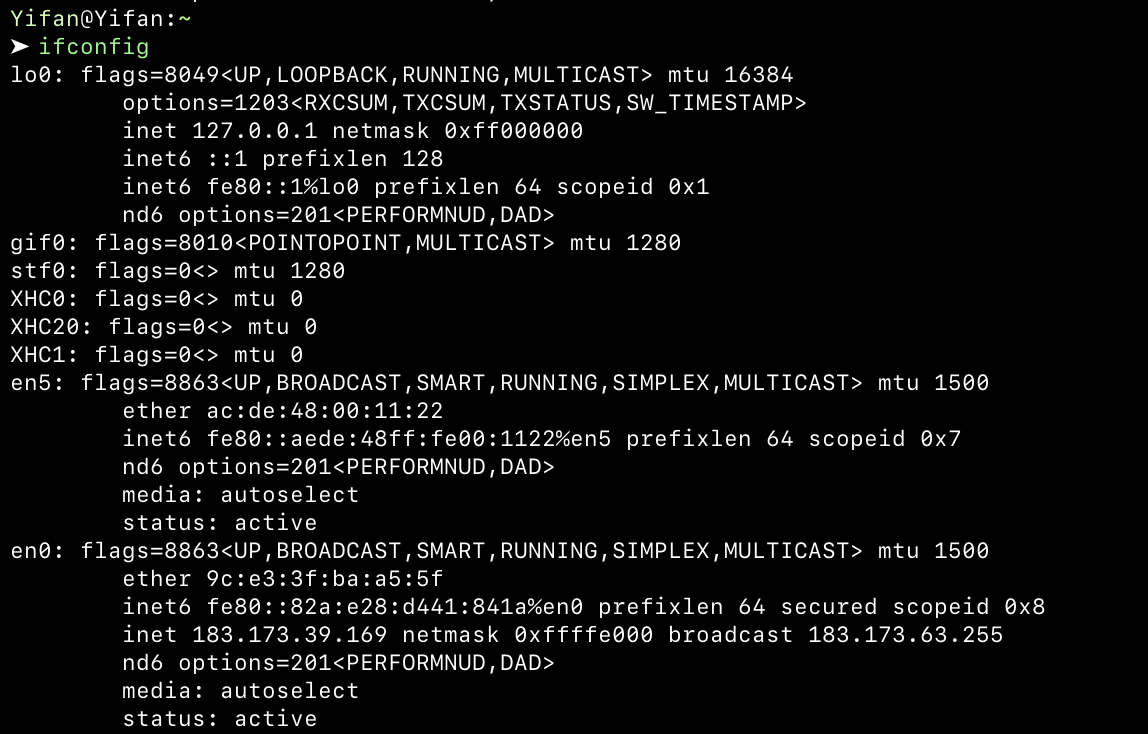 Yifan@Yifan:~
➤ ifconfig
lo0: flags=8049<UP,LOOPBACK,RUNNING,MULTICAST> mtu 16384
        options=1203<RXCSUM,TXCSUM,TXSTATUS,SW_TIMESTAMP>
        inet 127.0.0.1 netmask 0xff000000
        inet6 ::1 prefixlen 128
        inet6 fe80::1%lo0 prefixlen 64 scopeid 0x1
        nd6 options=201<PERFORMNUD,DAD>
gif0: flags=8010<POINTOPOINT,MULTICAST> mtu 1280
stf0: flags=0<> mtu 1280
XHC0: flags=0<> mtu 0
XHC20: flags=0<> mtu 0
XHC1: flags=0<> mtu 0
en5: flags=8863<UP,BROADCAST,SMART,RUNNING,SIMPLEX,MULTICAST> mtu 1500
        ether ac:de:48:00:11:22
        inet6 fe80::aede:48ff:fe00:1122%en5 prefixlen 64 scopeid 0x7
        nd6 options=201<PERFORMNUD,DAD>
        media: autoselect
        status: active
en0: flags=8863<UP,BROADCAST,SMART,RUNNING,SIMPLEX,MULTICAST> mtu 1500
        ether 9c:e3:3f:ba:a5:5f
        inet6 fe80::82a:e28:d441:841a%en0 prefixlen 64 secured scopeid 0x8
        inet 183.173.39.169 netmask 0xffffe000 broadcast 183.173.63.255
        nd6 options=201<PERFORMNUD,DAD>
        media: autoselect
        status: active